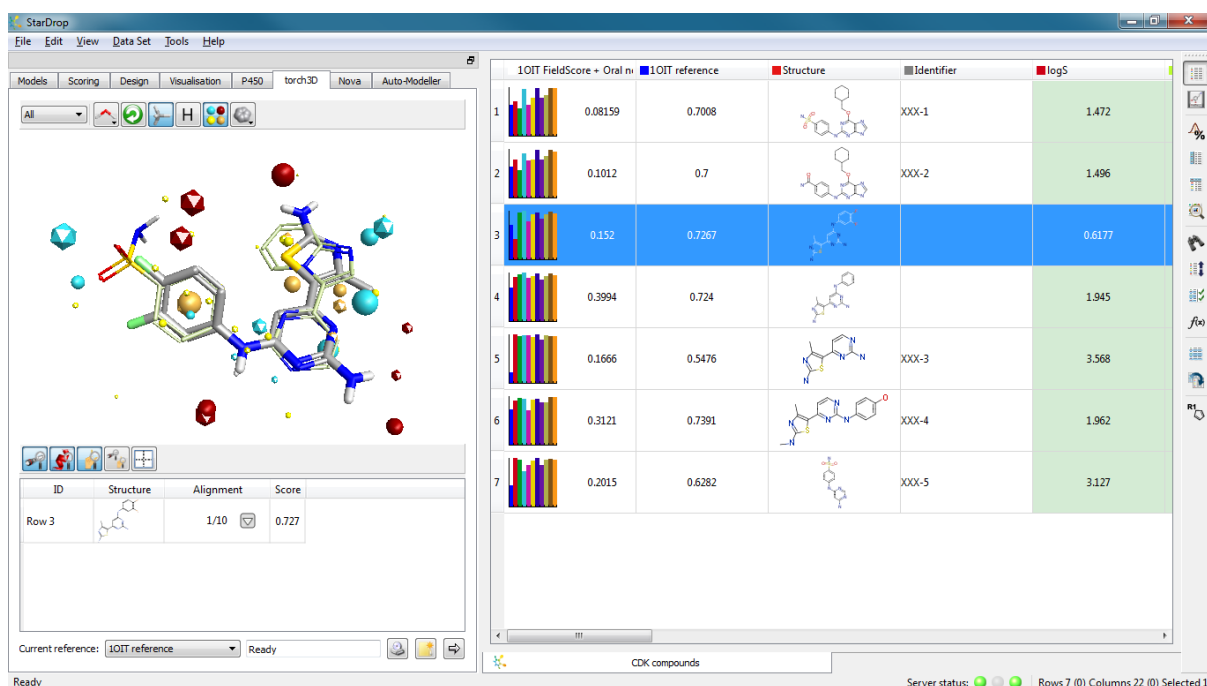 StarDrop
File Edit View Data Set Tools Help
Models Scoring Design Visualisation P450 torch3D Nova Auto-Modeller
All
H
1OIT FieldScore + Oral 1OIT reference Structure Identifier logS
1 0.08159 0.7008 XXX-1 1.472
2 0.1012 0.7 XXX-2 1.496
3 0.152 0.7267 0.6177
4 0.3994 0.724 1.945
5 0.1666 0.5476 XXX-3 3.568
6 0.3121 0.7391 XXX-4 1.962
7 0.2015 0.6282 XXX-5 3.127
%
f(x)
R1
ID Structure Alignment Score
Row 3 1/10 0.727
Current reference: 1OIT reference Ready
CDK compounds
Ready Server status: Rows 7 (0) Columns 22 (0) Selected 1